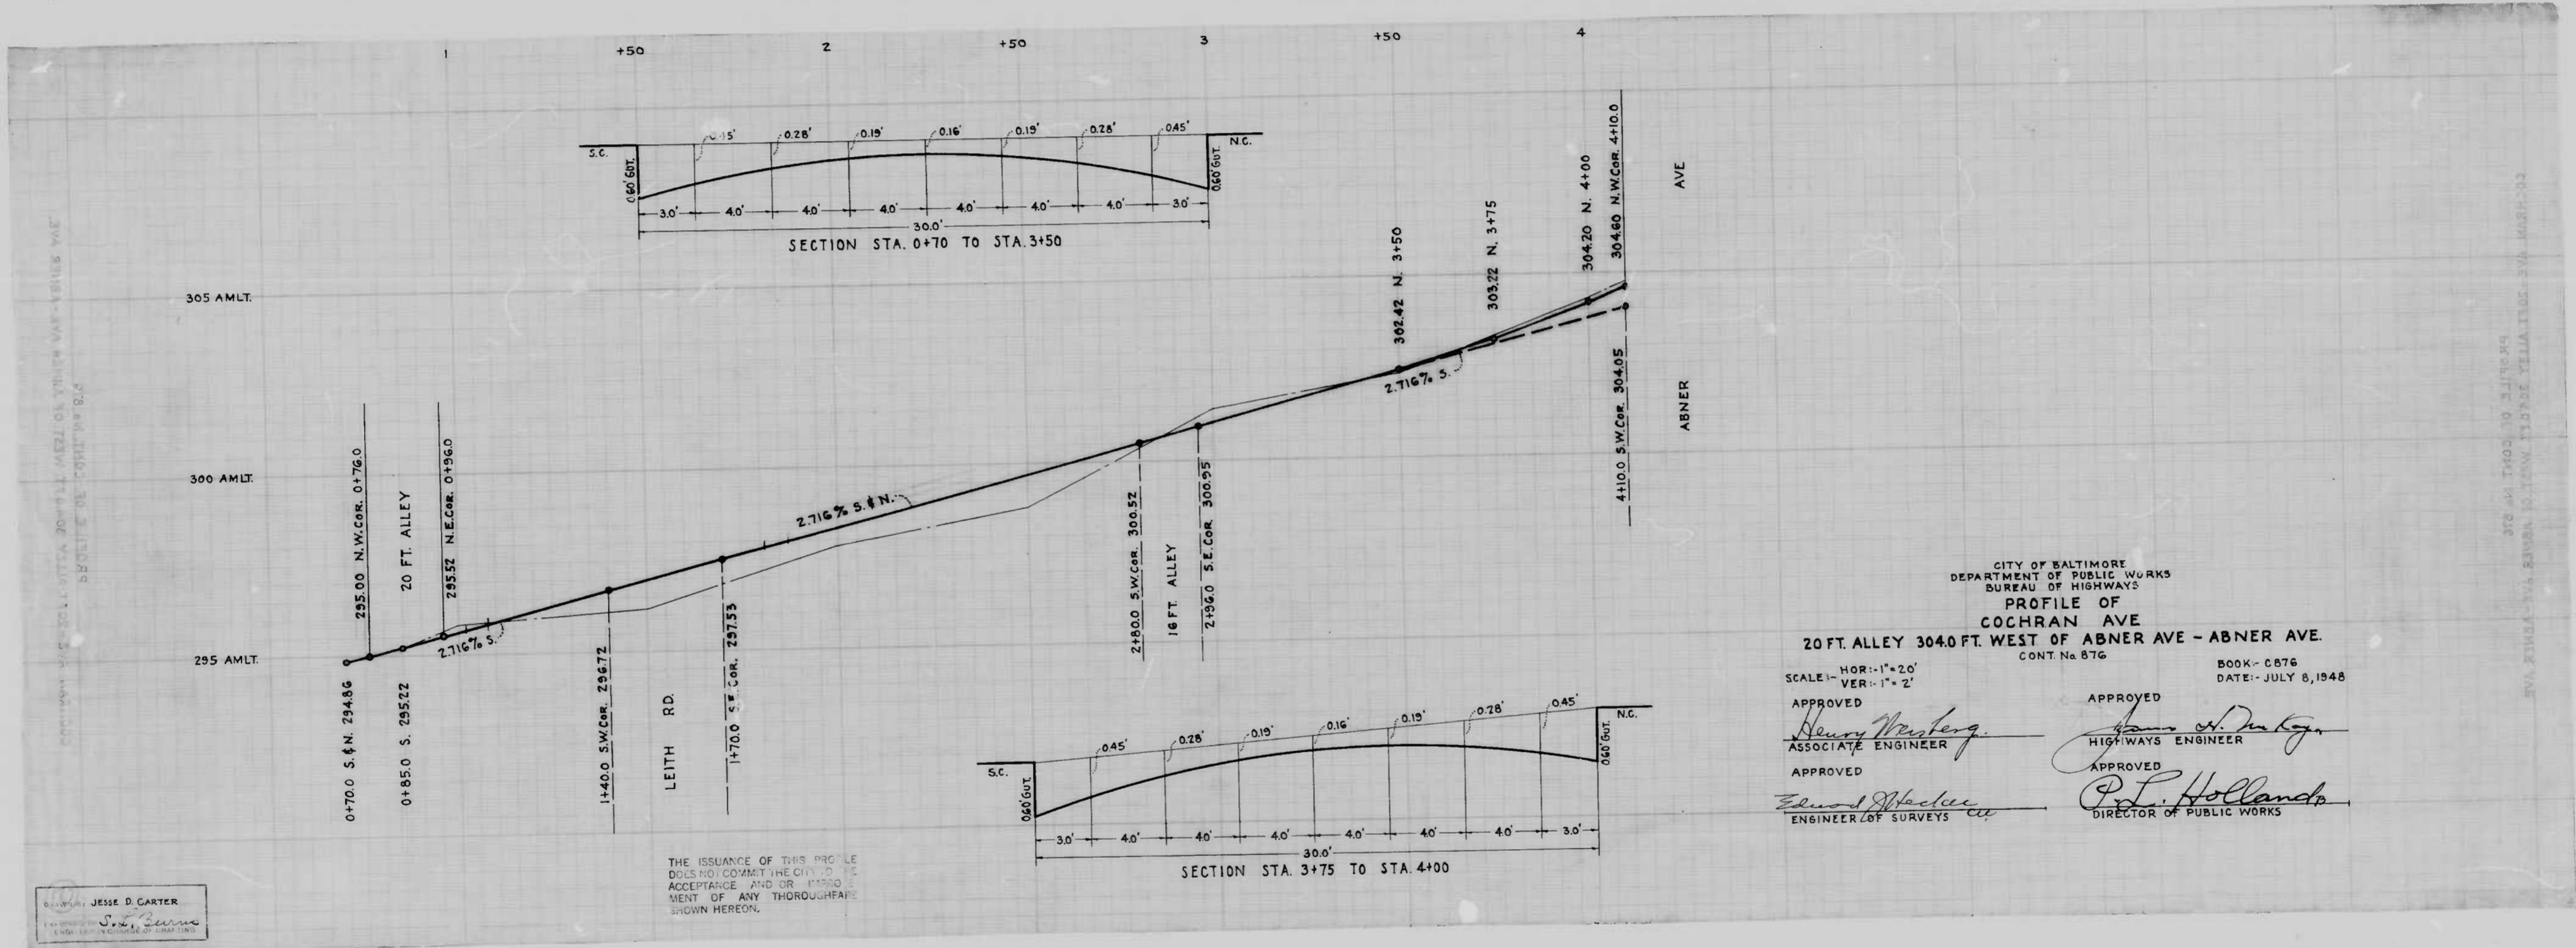 1 +50 2 +50 3 +50 4
0.45' 0.28' 0.19' 0.16' 0.19' 0.28' 0.45'
S.C. N.C.
0.60' GUT. 0.60' GUT.
3.0' 4.0' 4.0' 4.0' 4.0' 4.0' 4.0' 3.0'
30.0'
SECTION STA. 0+70 TO STA. 3+50
305 AMLT.
300 AMLT.
295 AMLT.
295.00 N.W.COR. 0+76.0
20 FT. ALLEY
295.52 N.E.COR. 0+96.0
2.716% S.
0+70.0 S.&N. 294.86
0+85.0 S. 295.22
1+40.0 S.W.COR. 296.72
LEITH RD.
1+70.0 S.E.COR. 297.53
2.716% S.&N.
2+80.0 S.W.COR. 300.52
16 FT. ALLEY
2+96.0 S.E.COR. 300.95
302.42 N. 3+50
2.716% S.
303.22 N. 3+75
304.20 N. 4+00
304.60 N.W.COR. 4+10.0
4+10.0 S.W.COR. 304.05
ABNER AVE
0.45' 0.28' 0.19' 0.16' 0.19' 0.28' 0.45'
S.C. N.C.
0.60' GUT. 0.60' GUT.
3.0' 4.0' 4.0' 4.0' 4.0' 4.0' 4.0' 3.0'
30.0'
SECTION STA. 3+75 TO STA. 4+00
CITY OF BALTIMORE
DEPARTMENT OF PUBLIC WORKS
BUREAU OF HIGHWAYS
PROFILE OF
COCHRAN AVE
20 FT. ALLEY 304.0 FT. WEST OF ABNER AVE - ABNER AVE.
CONT. No. 876
SCALE:- HOR:-1"=20'
VER:-1"=2'
BOOK:- C876
DATE:- JULY 8, 1948
APPROVED
Henry Weisberg
ASSOCIATE ENGINEER
APPROVED
HIGHWAYS ENGINEER
APPROVED
ENGINEER OF SURVEYS
APPROVED
P.L. Holland
DIRECTOR OF PUBLIC WORKS
THE ISSUANCE OF THIS PROFILE
DOES NOT COMMIT THE CITY
ACCEPTANCE AND OR
MENT OF ANY THOROUGHFARE
SHOWN HEREON.
JESSE D. CARTER
S.L. Burns
ENGINEER IN CHARGE OF DRAFTING